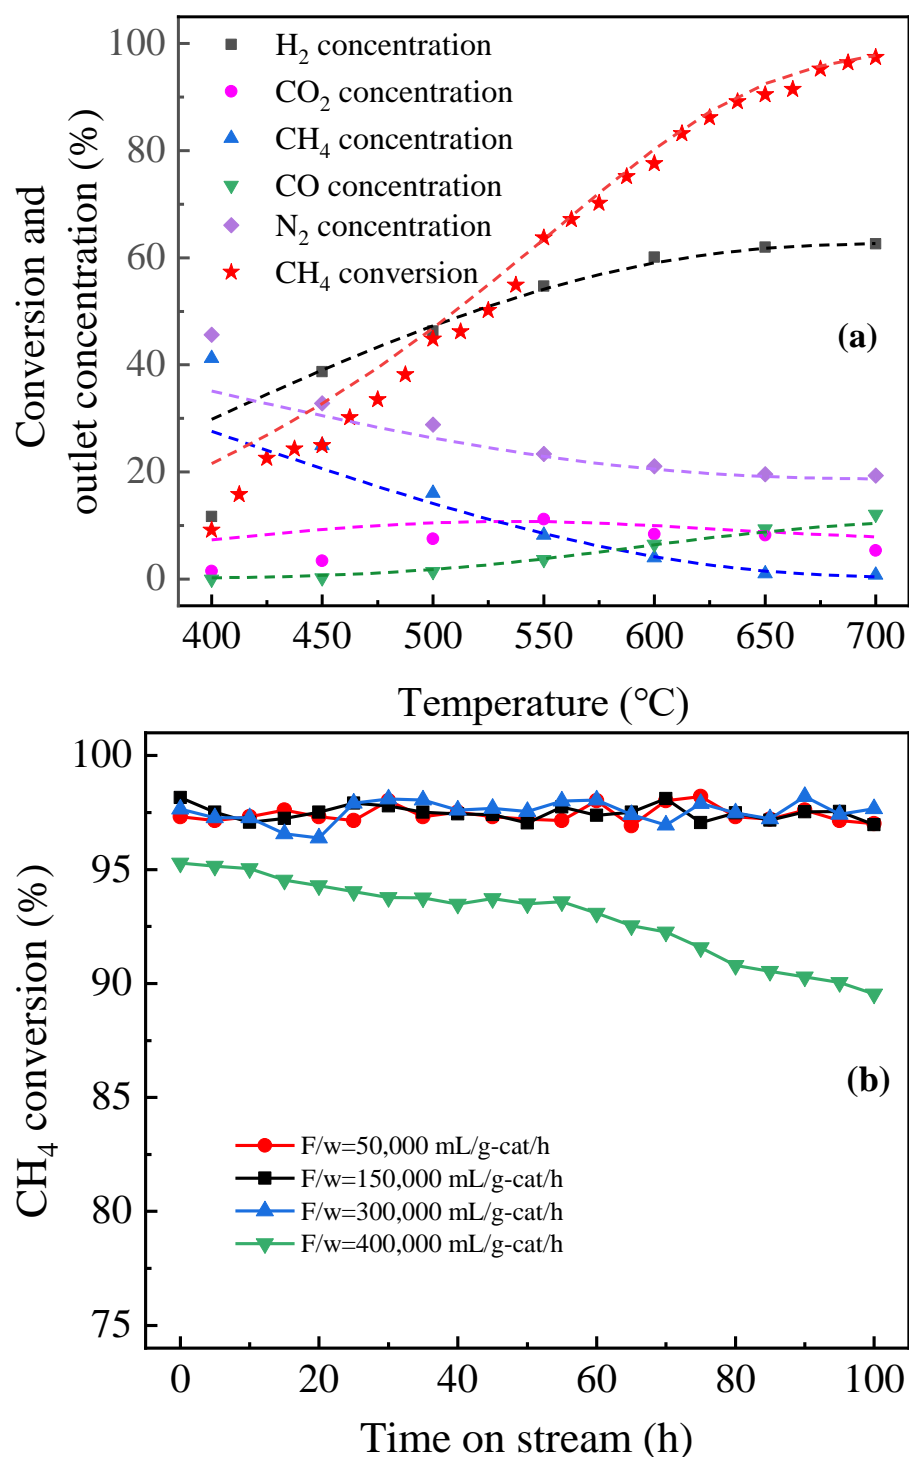 100
80
60
40
20
0
Conversion and
outlet concentration (%)
H₂ concentration
CO₂ concentration
CH₄ concentration
CO concentration
N₂ concentration
CH₄ conversion
(a)
400 450 500 550 600 650 700
Temperature (℃)
100
95
90
85
80
75
CH₄ conversion (%)
(b)
F/w=50,000 mL/g-cat/h
F/w=150,000 mL/g-cat/h
F/w=300,000 mL/g-cat/h
F/w=400,000 mL/g-cat/h
0 20 40 60 80 100
Time on stream (h)